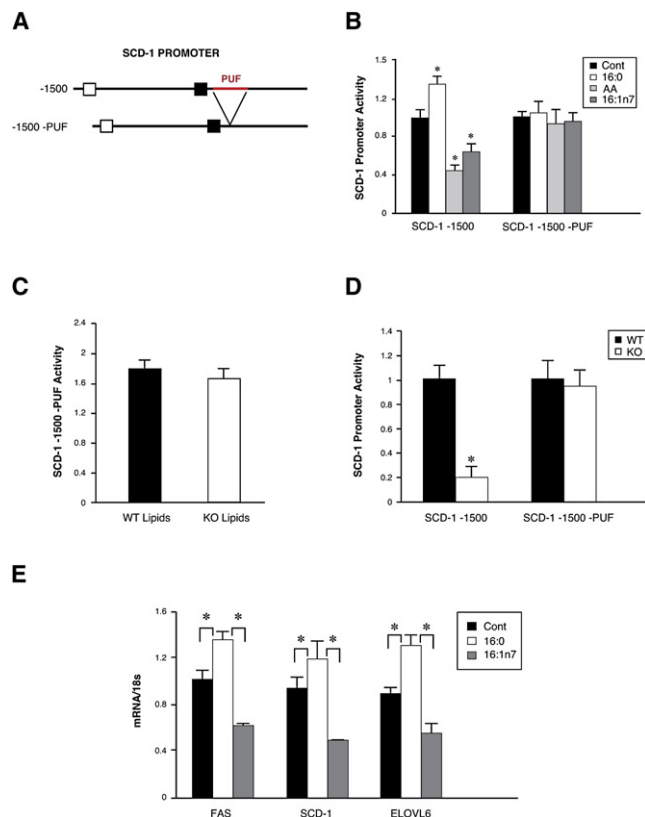 A
SCD-1 PROMOTER
PUF
-1500
-1500 -PUF
B
SCD-1 Promoter Activity
1.6
1.2
0.8
0.4
0
*
*
*
Cont
16:0
AA
16:1n7
SCD-1 -1500
SCD-1 -1500 -PUF
C
SCD-1 -1500 -PUF Activity
2.4
2
1.6
1.2
0.8
0.4
0
WT Lipids
KO Lipids
D
SCD-1 Promoter Activity
1.4
1.2
1
0.8
0.6
0.4
0.2
0
*
WT
KO
SCD-1 -1500
SCD-1 -1500 -PUF
E
mRNA/18s
1.6
1.2
0.8
0.4
0
* *
* *
* *
Cont
16:0
16:1n7
FAS
SCD-1
ELOVL6